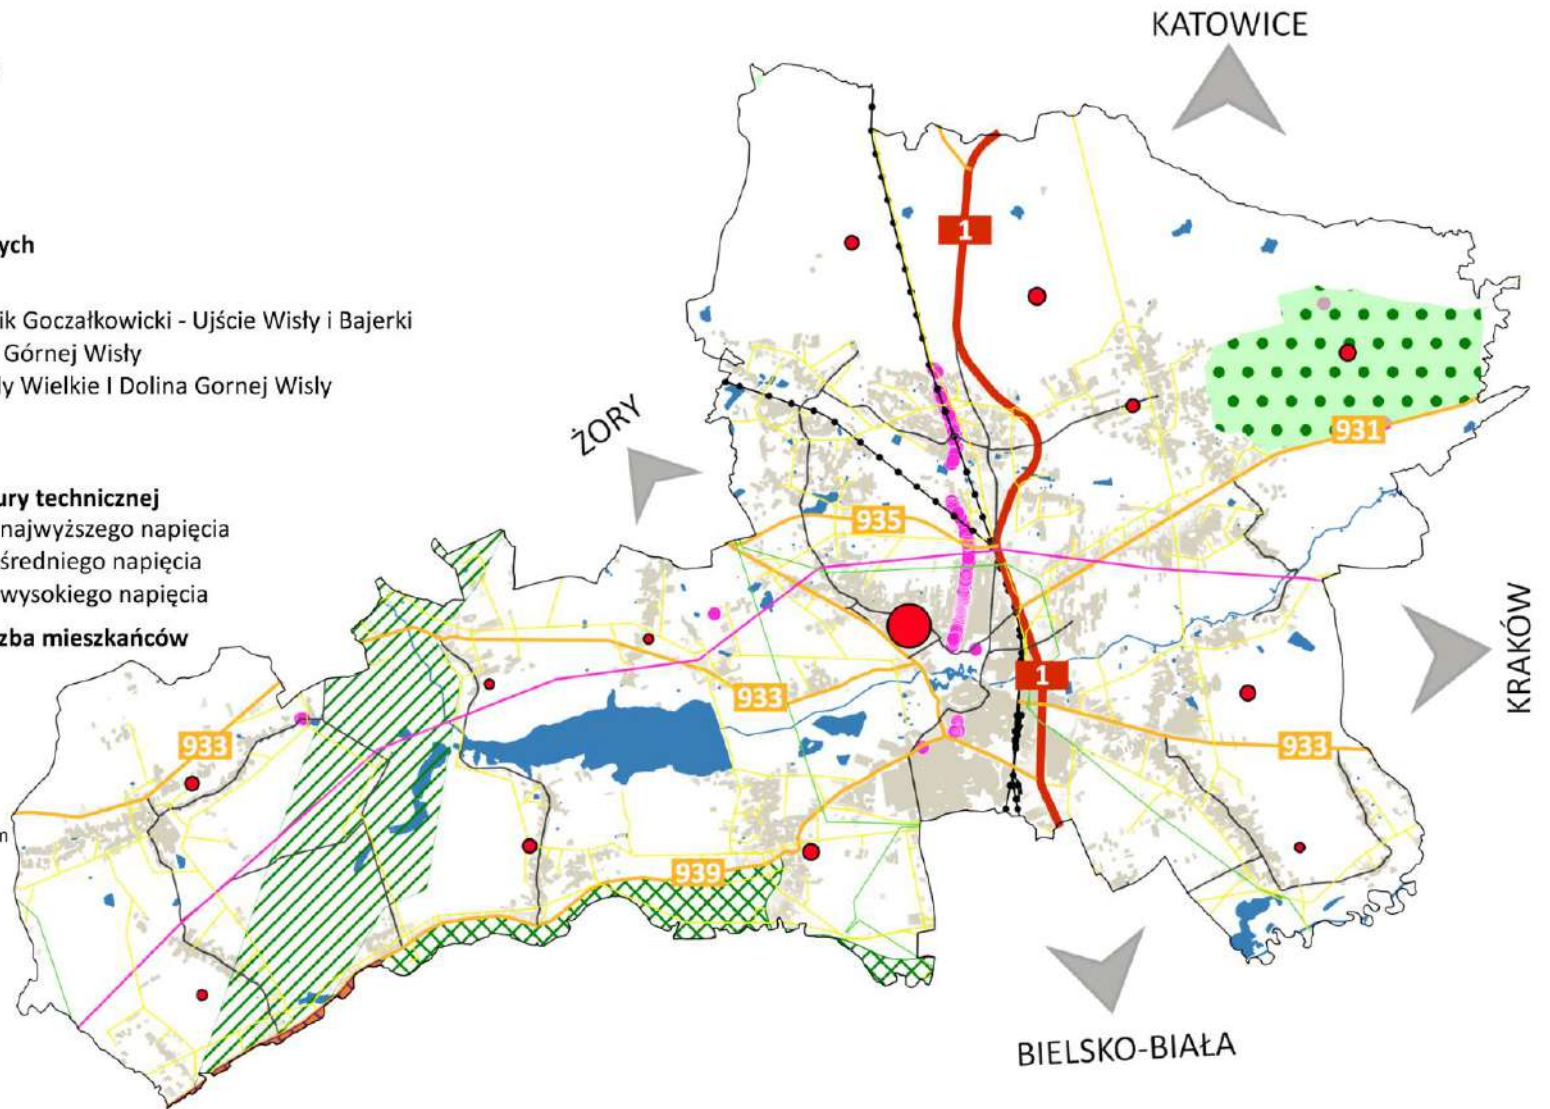 KATOWICE
ych
1
ik Goczałkowicki - Ujście Wisły i Bajerki
Górnej Wisły
dy Wielkie I Dolina Gornej Wisly
ŻORY
931
ury technicznej
najwyższego napięcia
935
średniego napięcia
wysokiego napięcia
zba mieszkańców
KRAKÓW
1
933
933
933
m
939
BIELSKO-BIAŁA